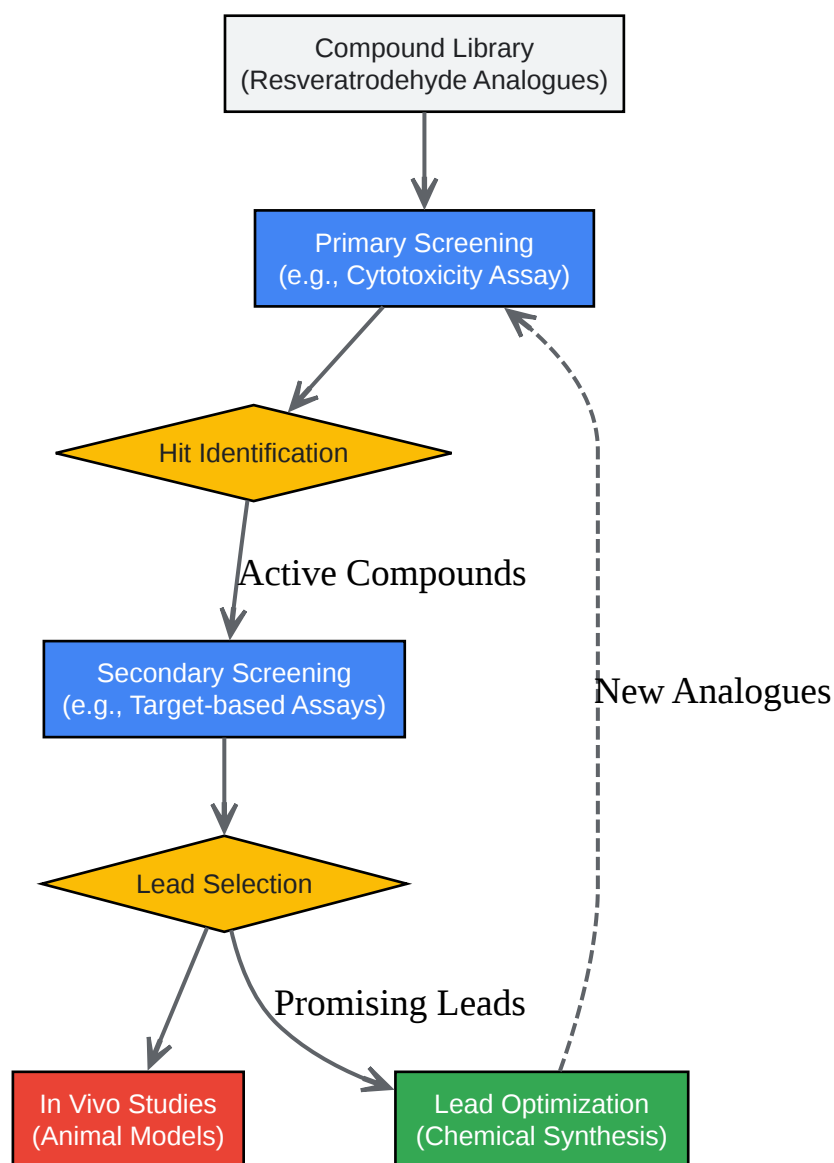 Compound Library
(Resveratrodehyde Analogues)
Primary Screening
(e.g., Cytotoxicity Assay)
Hit Identification
Active Compounds
Secondary Screening
(e.g., Target-based Assays)
New Analogues
Lead Selection
Promising Leads
In Vivo Studies
(Animal Models)
Lead Optimization
(Chemical Synthesis)